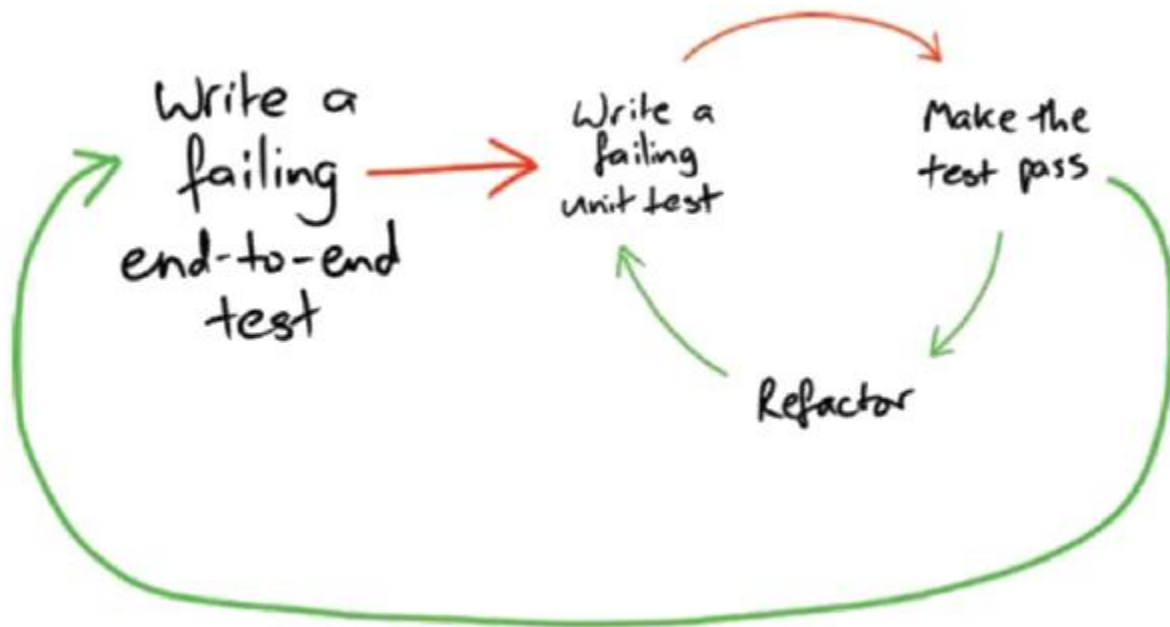 Write a
failing
end-to-end
test
Write a
failing
unit test
Make the
test pass
Refactor